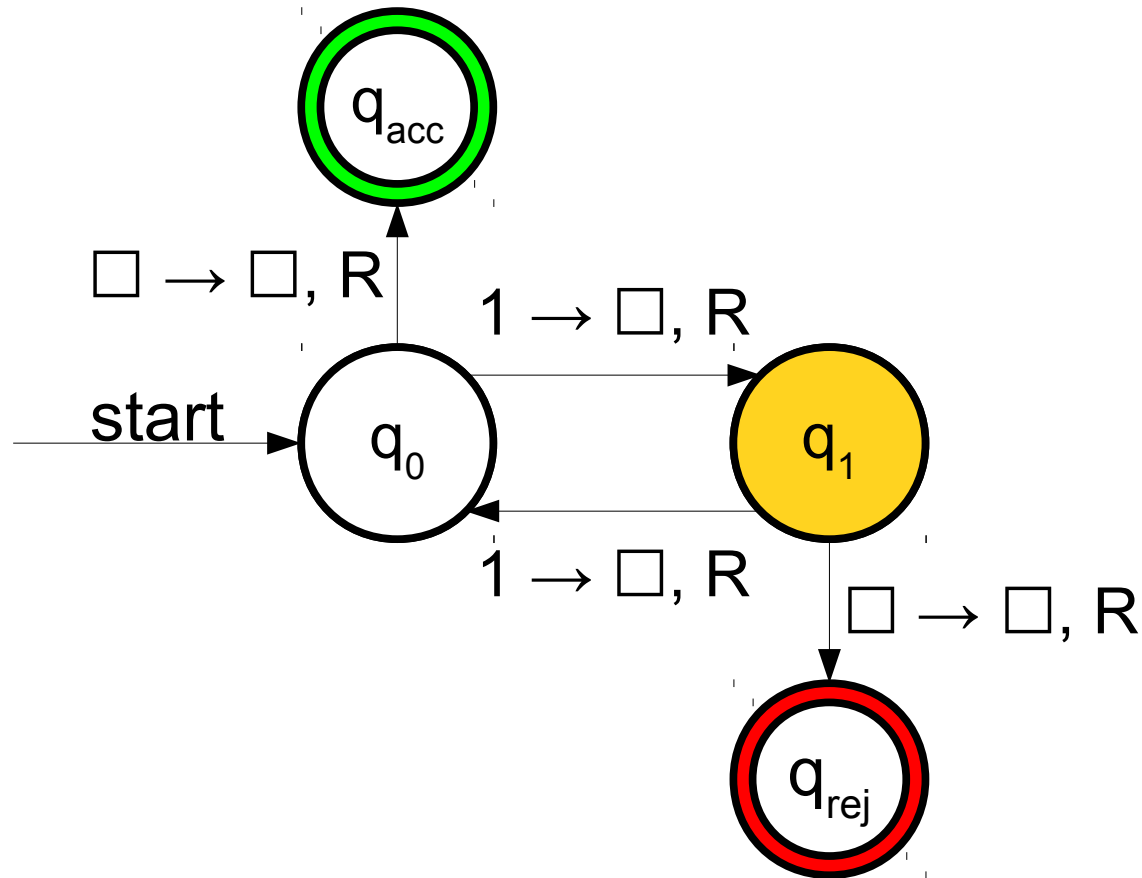 q_acc
□ → □, R
1 → □, R
start
q_0
q_1
1 → □, R
□ → □, R
q_rej